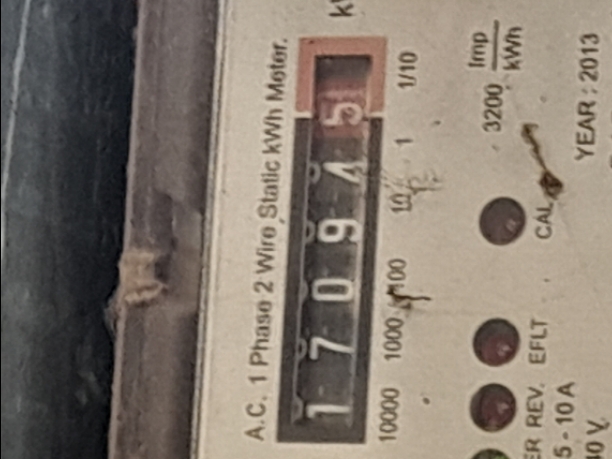 A.C. 1 Phase 2 Wire Static kWh Meter.
1 7 0 9 4 5
10000 1000 100 10 1 1/10
3200 Imp/kWh
CAL
REV. EFLT
5 - 10 A
YEAR : 2013